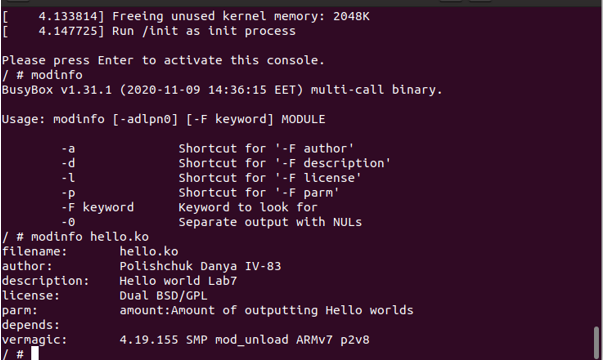 [    4.133814] Freeing unused kernel memory: 2048K
[    4.147725] Run /init as init process

Please press Enter to activate this console.
/ # modinfo
BusyBox v1.31.1 (2020-11-09 14:36:15 EET) multi-call binary.

Usage: modinfo [-adlpn0] [-F keyword] MODULE

        -a              Shortcut for '-F author'
        -d              Shortcut for '-F description'
        -l              Shortcut for '-F license'
        -p              Shortcut for '-F parm'
        -F keyword      Keyword to look for
        -0              Separate output with NULs
/ # modinfo hello.ko
filename:       hello.ko
author:         Polishchuk Danya IV-83
description:    Hello world Lab7
license:        Dual BSD/GPL
parm:           amount:Amount of outputting Hello worlds
depends:
vermagic:       4.19.155 SMP mod_unload ARMv7 p2v8
/ #